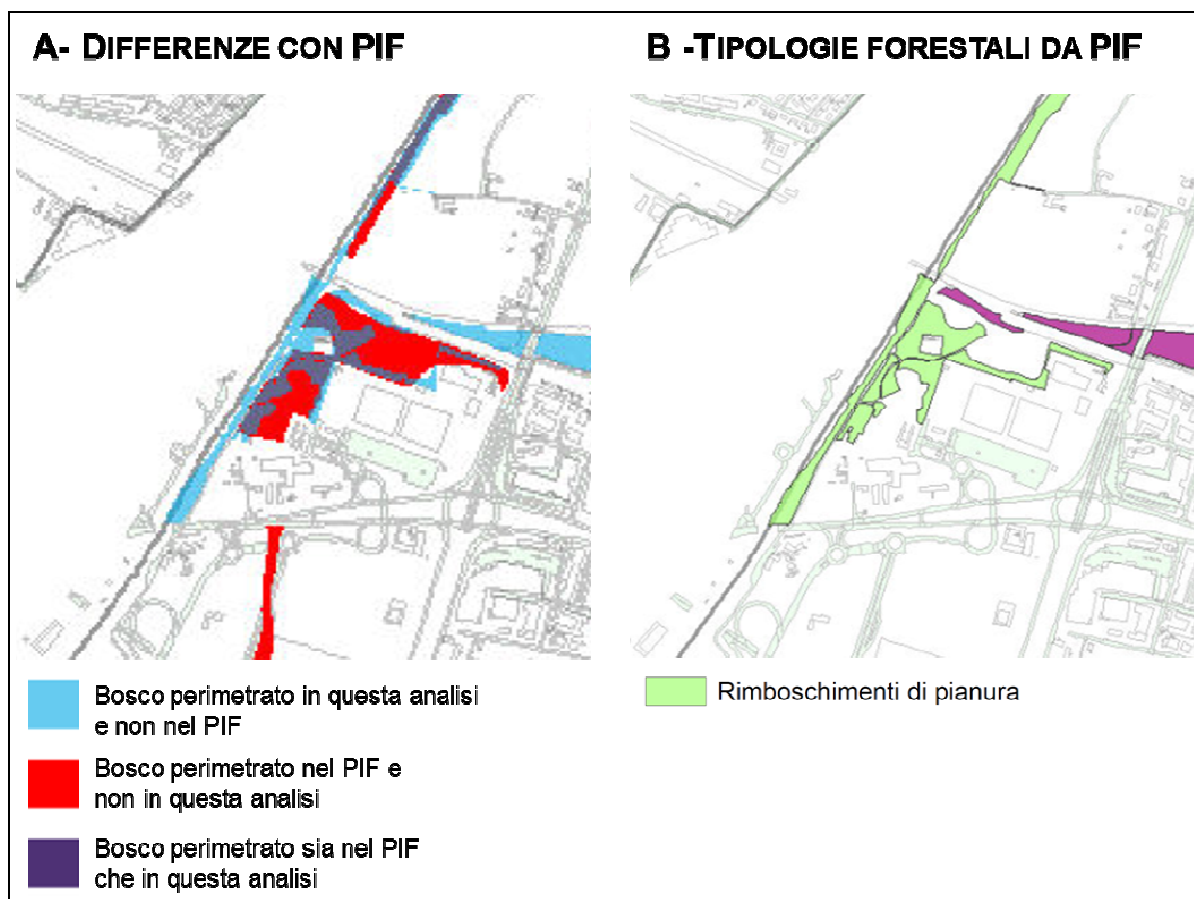 A- DIFFERENZE CON PIF
Bosco perimetrato in questa analisi
e non nel PIF
Bosco perimetrato nel PIF e
non in questa analisi
Bosco perimetrato sia nel PIF
che in questa analisi
B -TIPOLOGIE FORESTALI DA PIF
Rimboschimenti di pianura